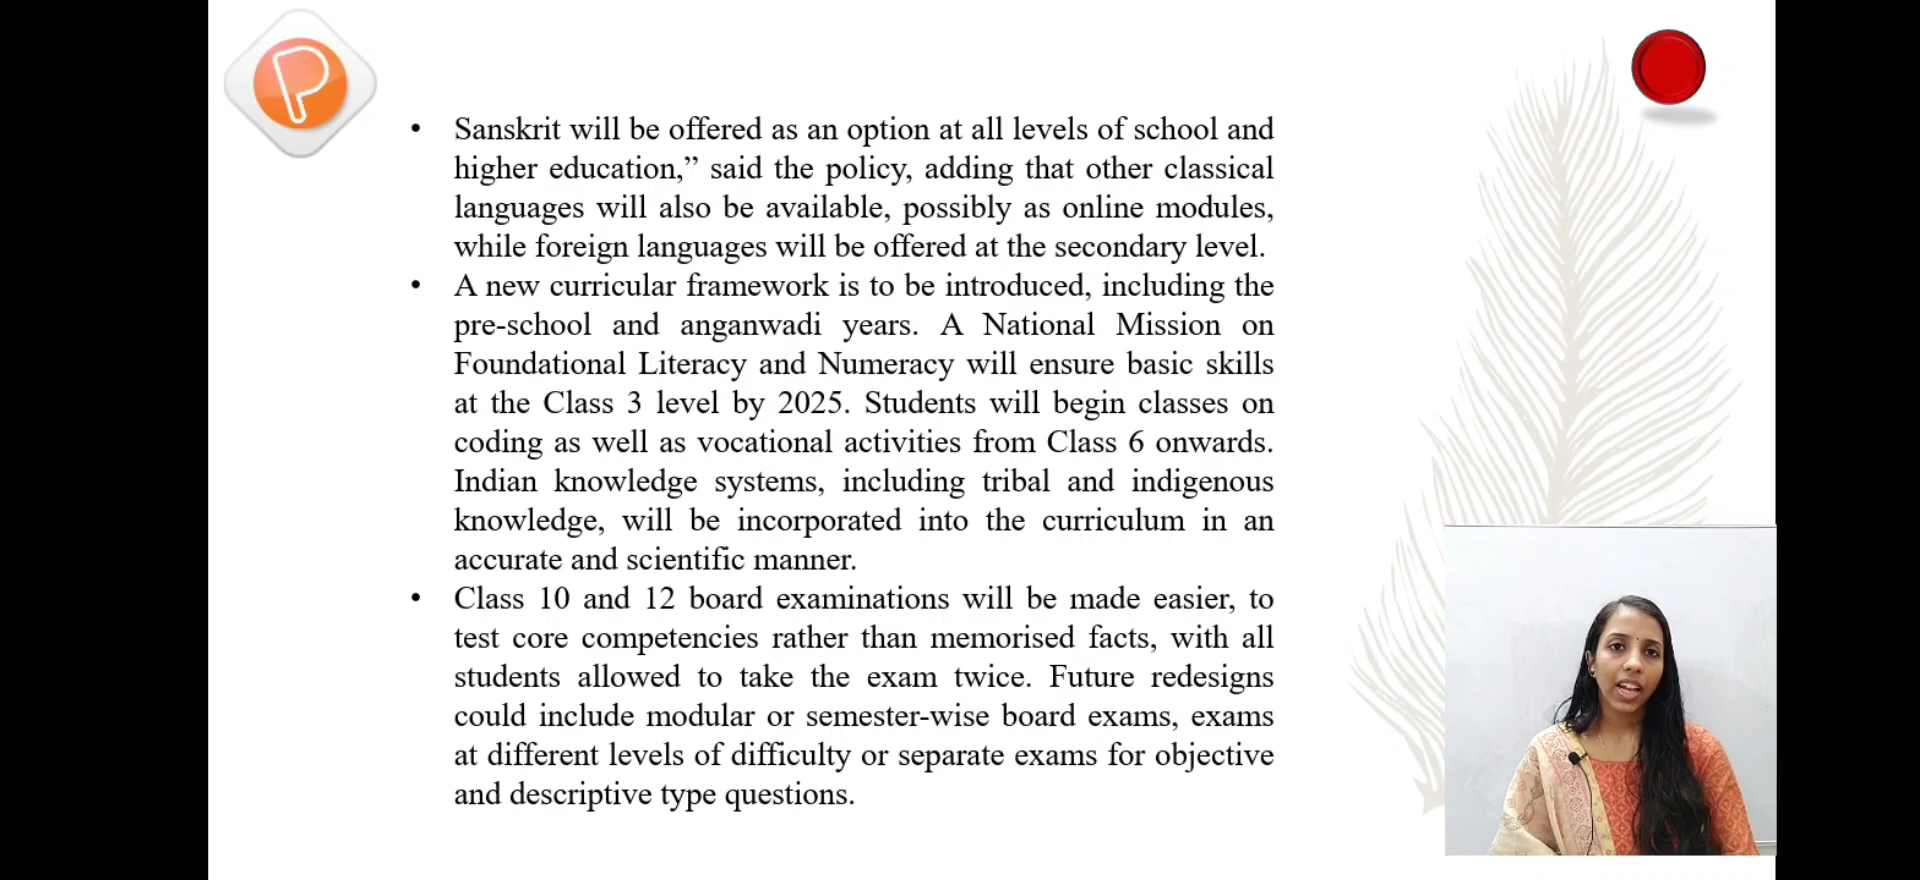 • Sanskrit will be offered as an option at all levels of school and
higher education,” said the policy, adding that other classical
languages will also be available, possibly as online modules,
while foreign languages will be offered at the secondary level.
• A new curricular framework is to be introduced, including the
pre-school and anganwadi years. A National Mission on
Foundational Literacy and Numeracy will ensure basic skills
at the Class 3 level by 2025. Students will begin classes on
coding as well as vocational activities from Class 6 onwards.
Indian knowledge systems, including tribal and indigenous
knowledge, will be incorporated into the curriculum in an
accurate and scientific manner.
• Class 10 and 12 board examinations will be made easier, to
test core competencies rather than memorised facts, with all
students allowed to take the exam twice. Future redesigns
could include modular or semester-wise board exams, exams
at different levels of difficulty or separate exams for objective
and descriptive type questions.